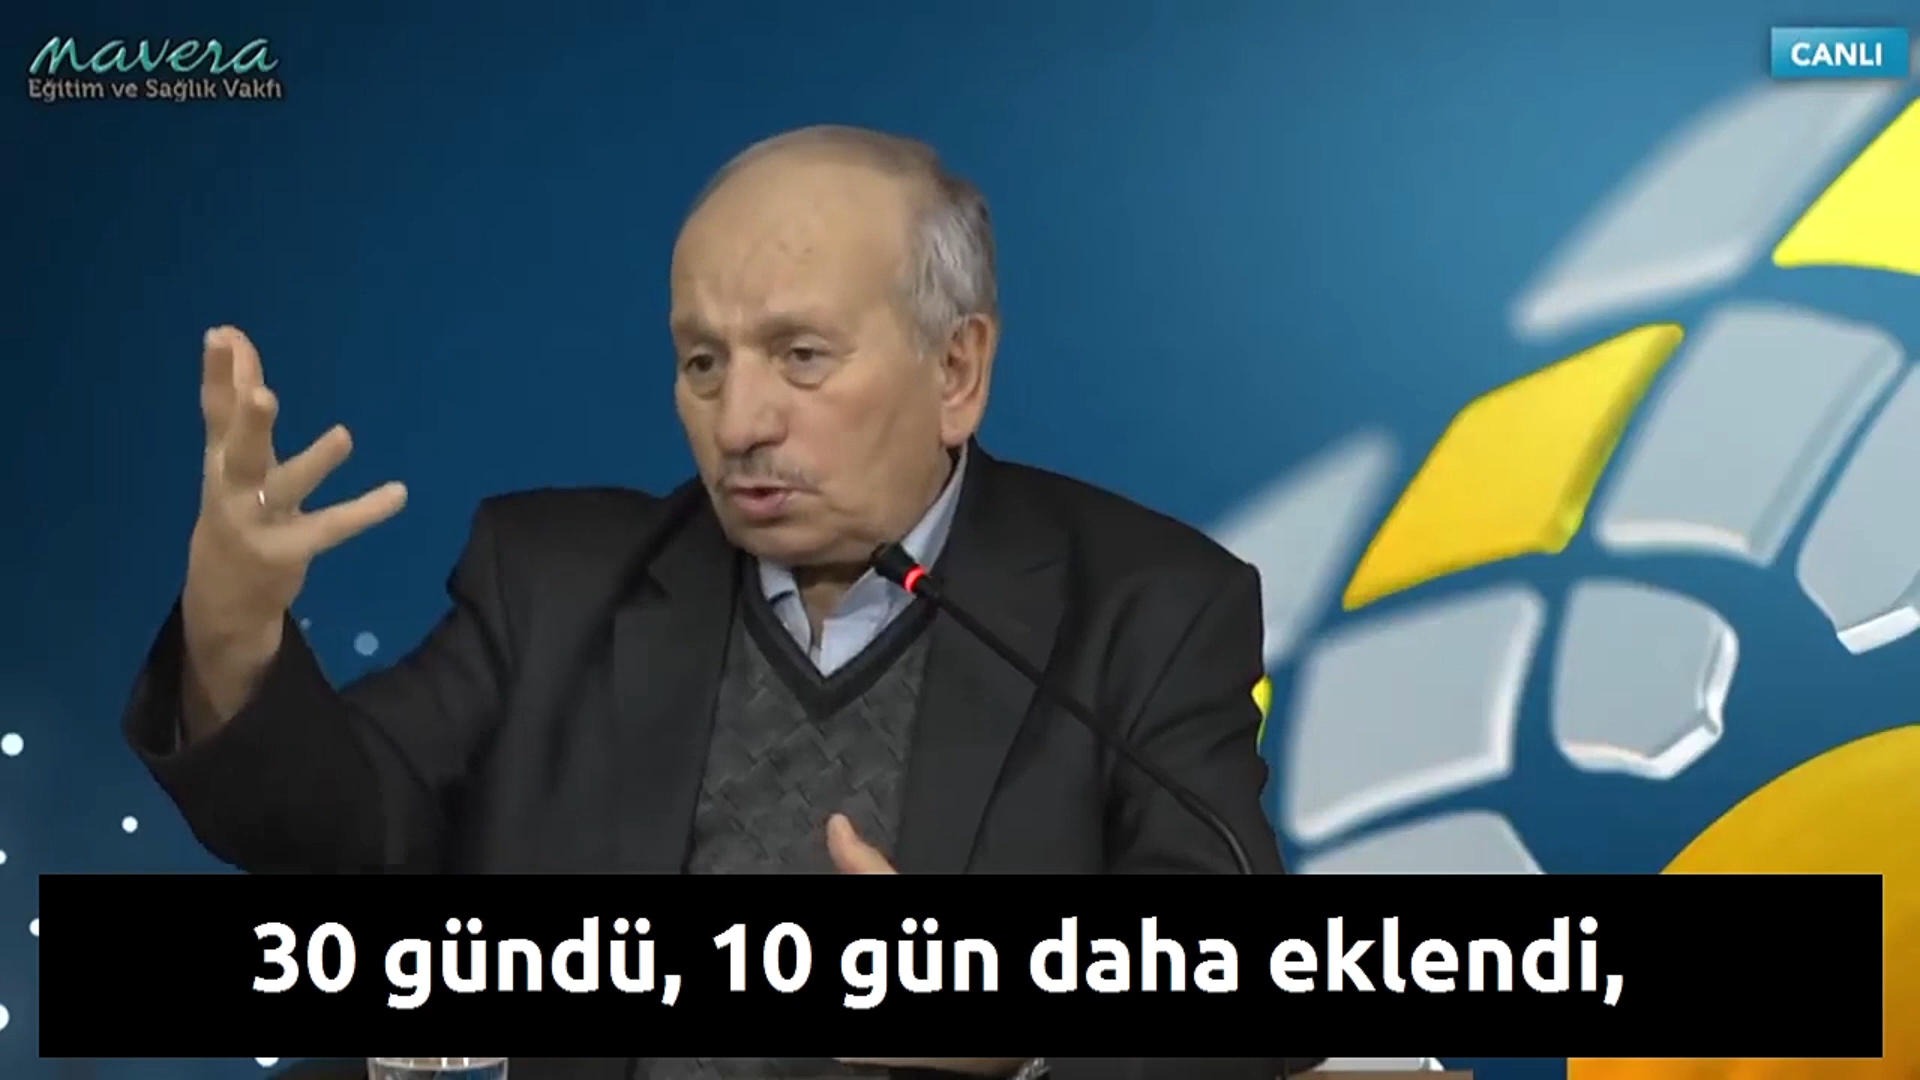 mavera
Eğitim ve Sağlık Vakfı
CANLI
30 gündü, 10 gün daha eklendi,